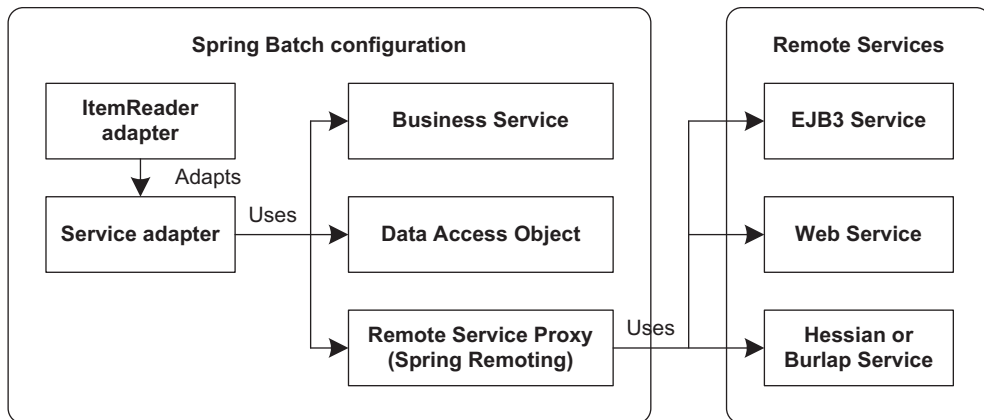 Spring Batch configuration
ItemReader
adapter
Adapts
Service adapter
Uses
Business Service
Data Access Object
Remote Service Proxy
(Spring Remoting)
Uses
Remote Services
EJB3 Service
Web Service
Hessian or
Burlap Service